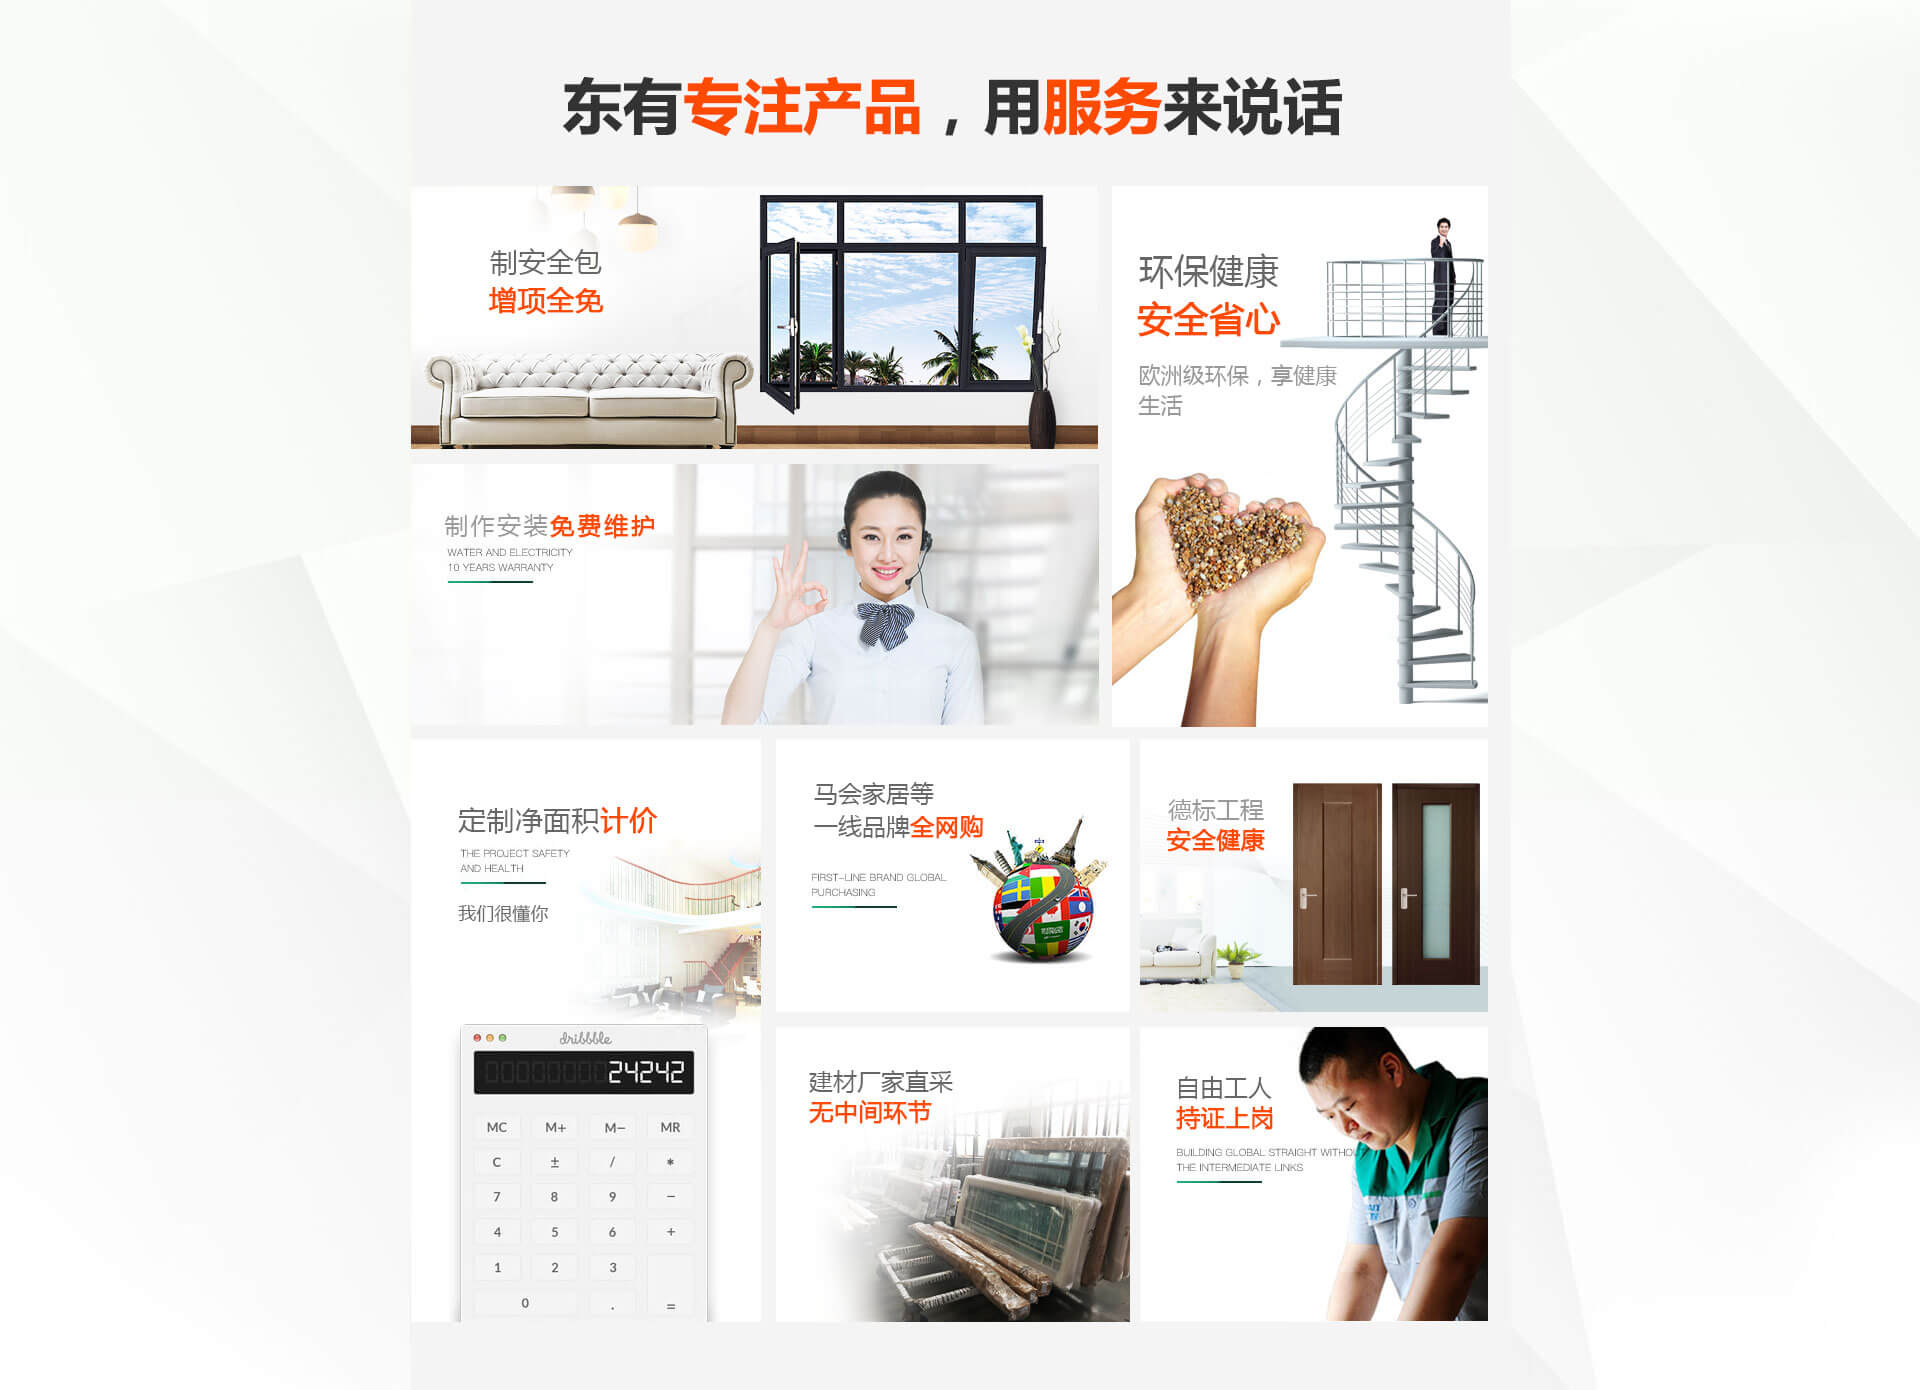 东有专注产品，用服务来说话
制安全包
增项全免
环保健康
安全省心
欧洲级环保，享健康
生活
制作安装免费维护
WATER AND ELECTRICITY
10 YEARS WARRANTY
定制净面积计价
THE PROJECT SAFETY
AND HEALTH
我们很懂你
dribbble
24242
MC M+ M− MR
C ± / *
7 8 9 −
4 5 6 +
1 2 3
0 . =
马会家居等
一线品牌全网购
FIRST-LINE BRAND GLOBAL
PURCHASING
德标工程
安全健康
建材厂家直采
无中间环节
自由工人
持证上岗
BUILDING GLOBAL STRAIGHT WITHOUT
THE INTERMEDIATE LINKS